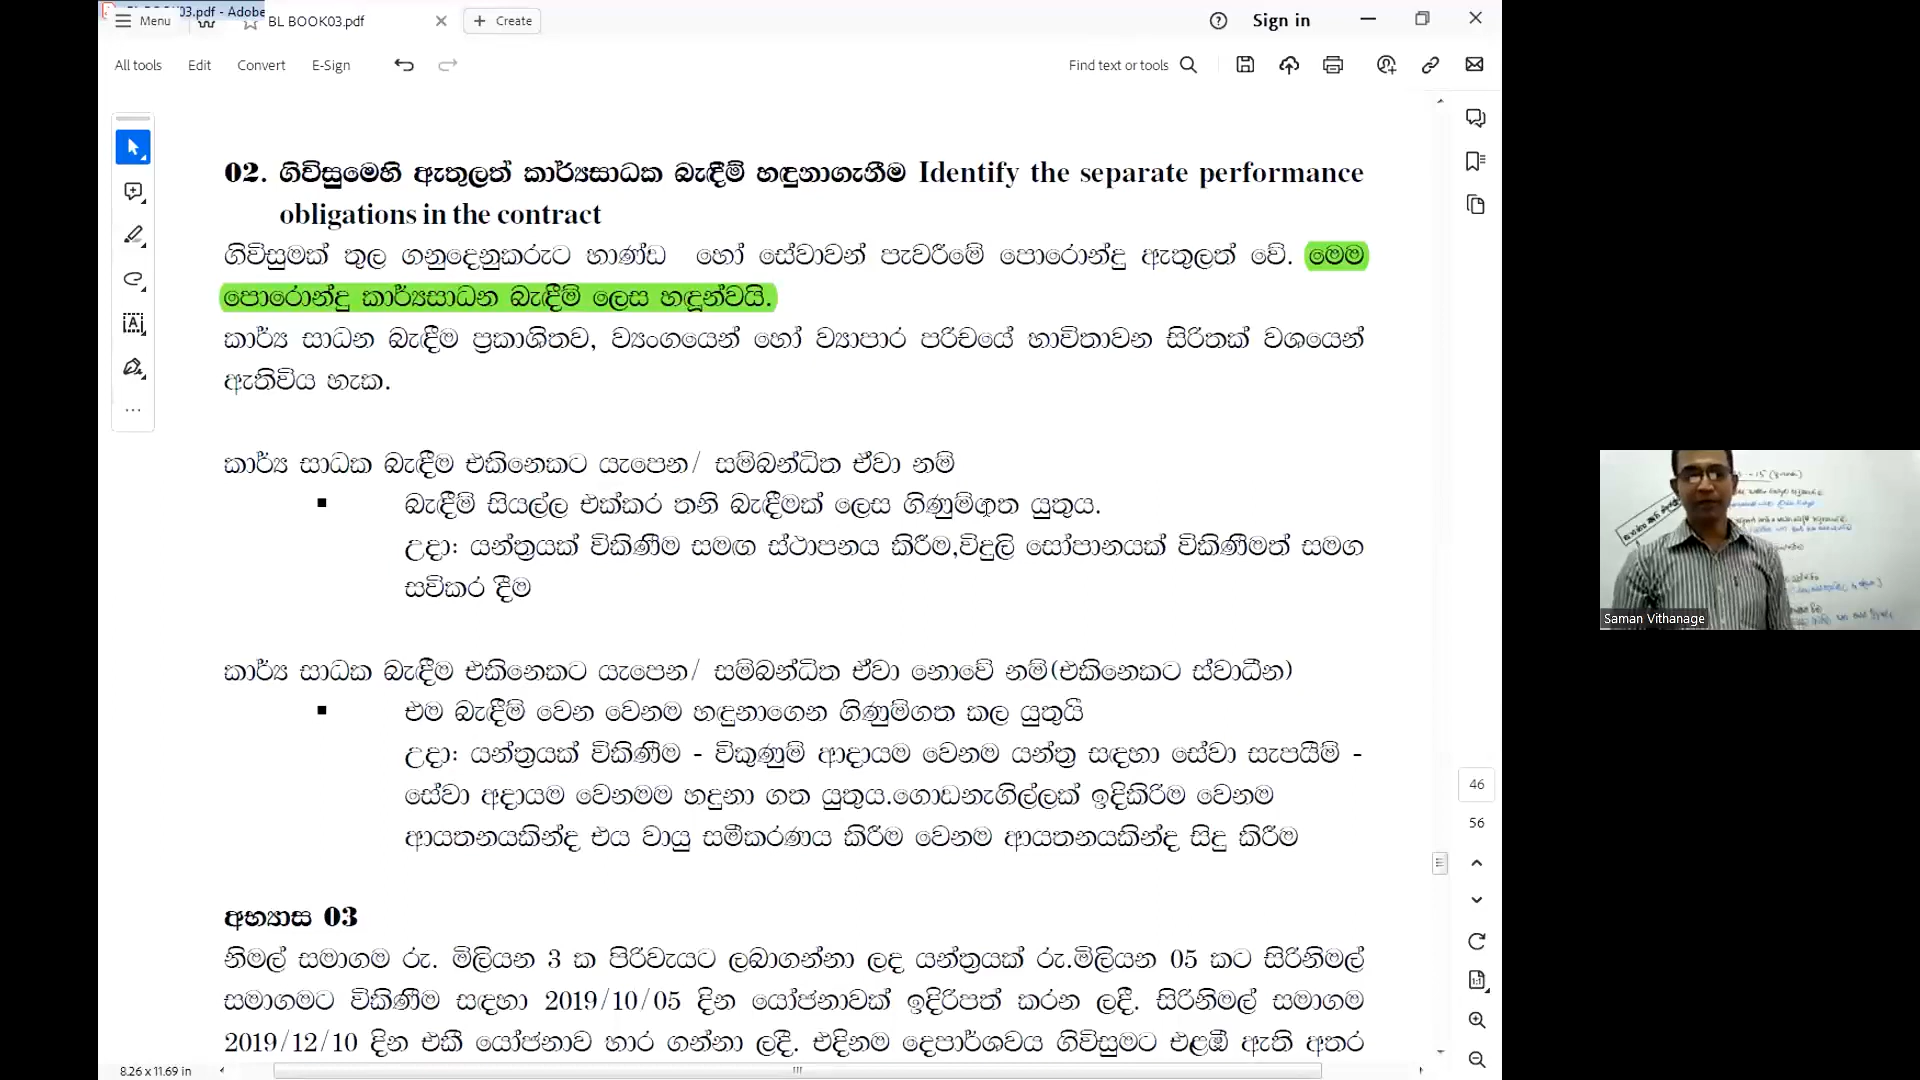 BL BOOK03.pdf - Adobe
Menu
BL BOOK03.pdf
Create
Sign in
All tools
Edit
Convert
E-Sign
Find text or tools
02. ගිවිසුමෙහි ඇතුලත් කාර්යසාධක බැඳීම් හඳුනාගැනීම Identify the separate performance
obligations in the contract
ගිවිසුමක් තුල ගනුදෙනුකරුට භාණ්ඩ හෝ සේවාවන් පැවරීමේ පොරොන්දු ඇතුලත් වේ. මෙම
පොරොන්දු කාර්යසාධන බැඳීම් ලෙස හඳූන්වයි.
කාර්ය සාධන බැඳීම ප්‍රකාශිතව, ව්‍යංගයෙන් හෝ ව්‍යාපාර පරිචයේ භාවිතාවන සිරිතක් වශයෙන්
ඇතිවිය හැක.
කාර්ය සාධක බැඳීම එකිනෙකට යැපෙන/ සම්බන්ධිත ඒවා නම්
▪ බැඳීම් සියල්ල එක්කර තනි බැඳීමක් ලෙස ගිණුම්ගත යුතුය.
උදා: යන්ත්‍රයක් විකිණීම සමඟ ස්ථාපනය කිරීම,විදුලි සෝපානයක් විකිණීමත් සමග
සවිකර දීම
කාර්ය සාධක බැඳීම එකිනෙකට යැපෙන/ සම්බන්ධිත ඒවා නොවේ නම්(එකිනෙකට ස්වාධීන)
▪ එම බැඳීම් වෙන වෙනම හඳුනාගෙන ගිණුම්ගත කල යුතුයි
උදා: යන්ත්‍රයක් විකිණීම - විකුණුම් ආදායම වෙනම යන්ත්‍ර සඳහා සේවා සැපයීම් -
සේවා අදායම වෙනමම හදුනා ගත යුතුය.ගොඩනැගිල්ලක් ඉදිකිරිම වෙනම
ආයතනයකින්ද එය වායු සමීකරණය කිරීම වෙනම ආයතනයකින්ද සිදු කිරීම
අභ්‍යාස 03
නිමල් සමාගම රු. මිලියන 3 ක පිරිවැයට ලබාගන්නා ලද යන්ත්‍රයක් රු.මිලියන 05 කට සිරිනිමල්
සමාගමට විකිණීම සඳහා 2019/10/05 දින යෝජනාවක් ඉදිරිපත් කරන ලදී. සිරිනිමල් සමාගම
2019/12/10 දින එකී යෝජනාව භාර ගන්නා ලදී. එදිනම දෙපාර්ශවය ගිවිසුමට එළඹී ඇති අතර
46
56
8.26 x 11.69 in
Saman Vithanage